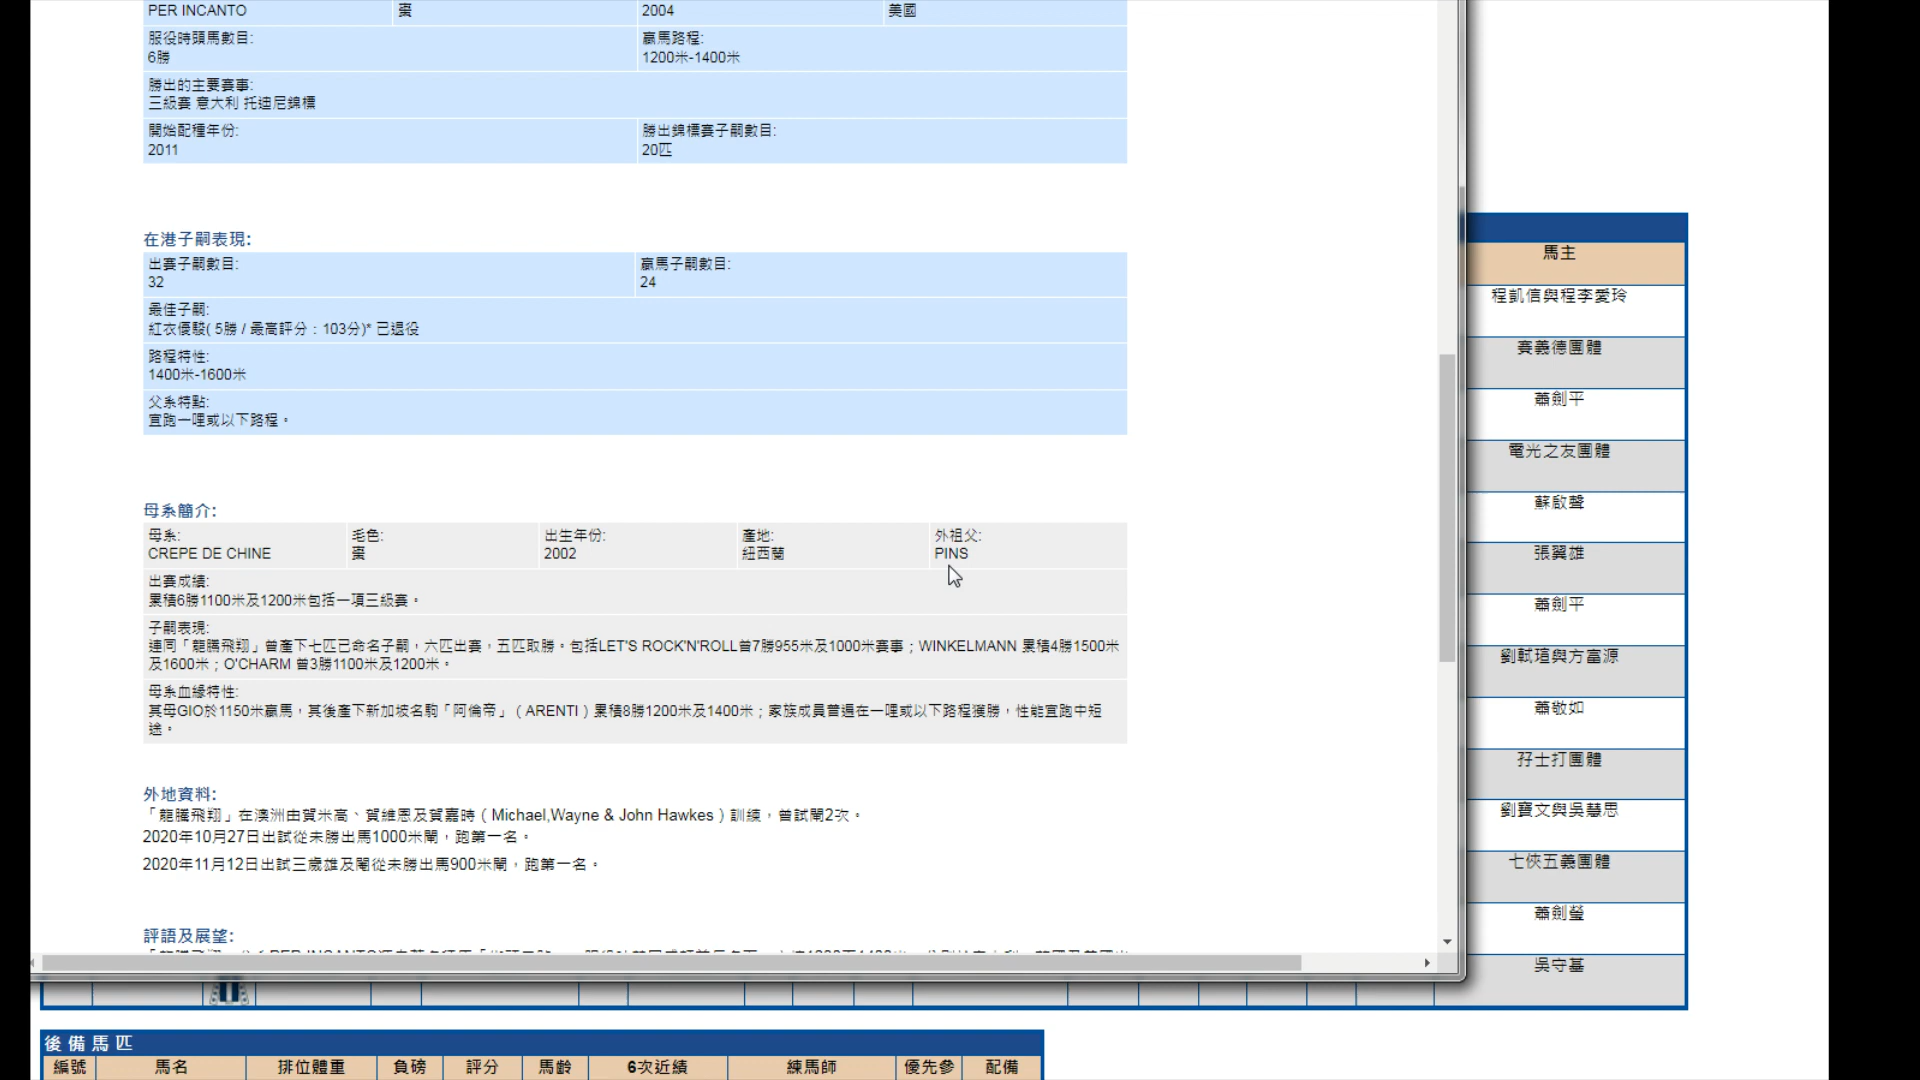 PER INCANTO 棗 2004 美國
服役時頭馬數目: 贏馬路程:
6勝 1200米-1400米
勝出的主要賽事:
三級賽 意大利 托迪尼錦標
開始配種年份: 勝出錦標賽子嗣數目:
2011 20匹
在港子嗣表現:
出賽子嗣數目: 贏馬子嗣數目:
32 24
最佳子嗣:
紅衣優駿( 5勝 / 最高評分：103分)* 已退役
路程特性:
1400米-1600米
父系特點:
宜跑一哩或以下路程。
母系簡介:
母系: 毛色: 出生年份: 產地: 外祖父:
CREPE DE CHINE 棗 2002 紐西蘭 PINS
出賽成績:
累積6勝1100米及1200米包括一項三級賽。
子嗣表現:
連同「龍騰飛翔」曾產下七匹已命名子嗣，六匹出賽，五匹取勝。包括LET'S ROCK'N'ROLL曾7勝955米及1000米賽事；WINKELMANN 累積4勝1500米
及1600米；O'CHARM 曾3勝1100米及1200米。
母系血緣特性:
其母GIO於1150米贏馬，其後產下新加坡名駒「阿倫帝」（ARENTI）累積8勝1200米及1400米；家族成員普遍在一哩或以下路程獲勝，性能宜跑中短
途。
外地資料:
「龍騰飛翔」在澳洲由賀米高、賀維恩及賀嘉時（Michael,Wayne & John Hawkes）訓練，曾試閘2次。
2020年10月27日出試從未勝出馬1000米閘，跑第一名。
2020年11月12日出試三歲雄及閹從未勝出馬900米閘，跑第一名。
評語及展望:
馬主
程凱信與程李愛玲
賽義德團體
蕭劍平
電光之友團體
蘇啟聲
張翼雄
蕭劍平
劉軾瑄與方富源
蕭敬如
孖士打團體
劉寶文與吳慧思
七俠五義團體
蕭劍瑩
吳守基
後備馬匹
編號 馬名 排位體重 負磅 評分 馬齡 6次近績 練馬師 優先參 配備